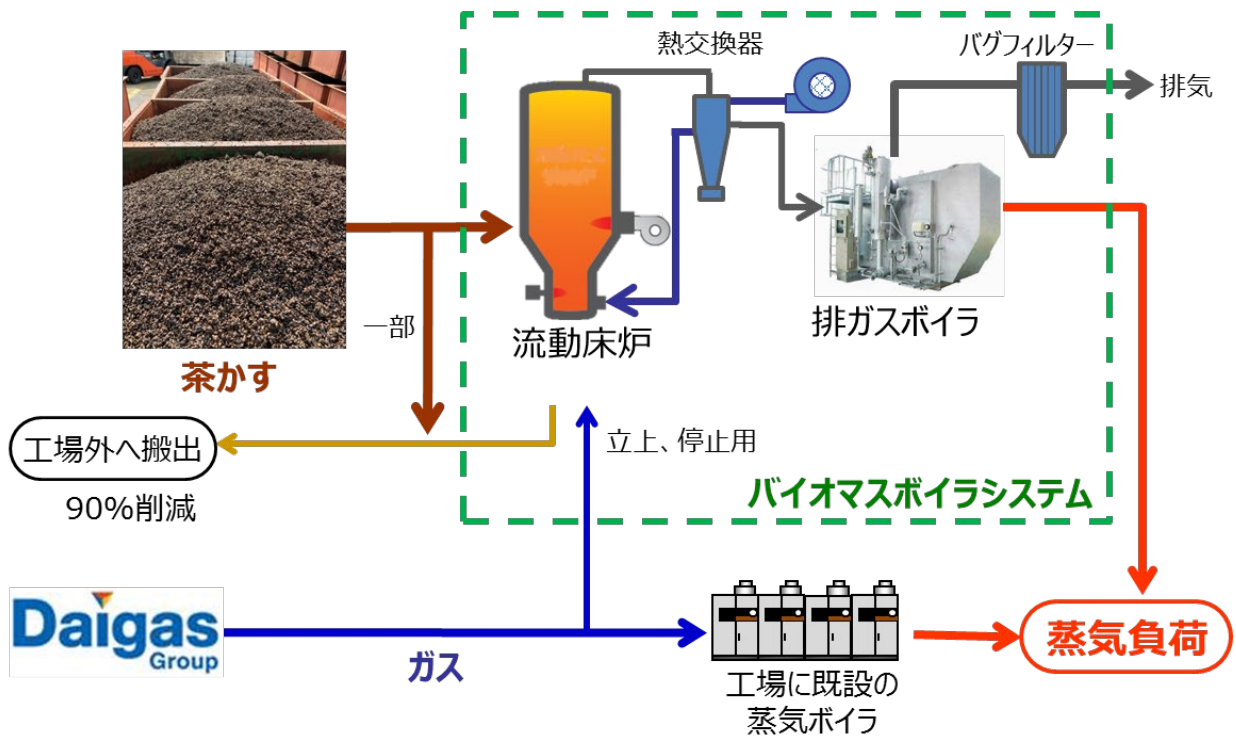 熱交換器
バグフィルター
排気
一部
流動床炉
排ガスボイラ
茶かす
工場外へ搬出
90%削減
立上、停止用
バイオマスボイラシステム
Daigas
Group
ガス
工場に既設の
蒸気ボイラ
蒸気負荷